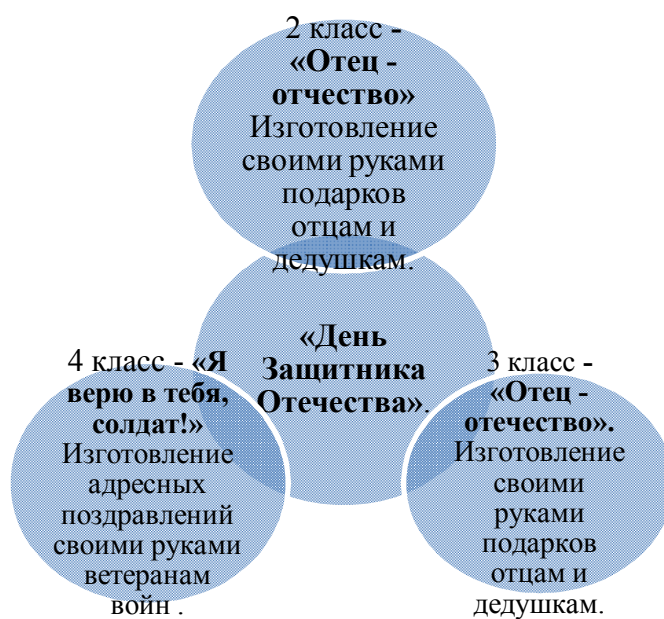 2 класс -
«Отец -
отчество»
Изготовление
своими руками
подарков
отцам и
дедушкам.
«День
Защитника
Отечества».
4 класс - «Я
верю в тебя,
солдат!»
Изготовление
адресных
поздравлений
своими руками
ветеранам
войн .
3 класс -
«Отец -
отечество».
Изготовление
своими
руками
подарков
отцам и
дедушкам.